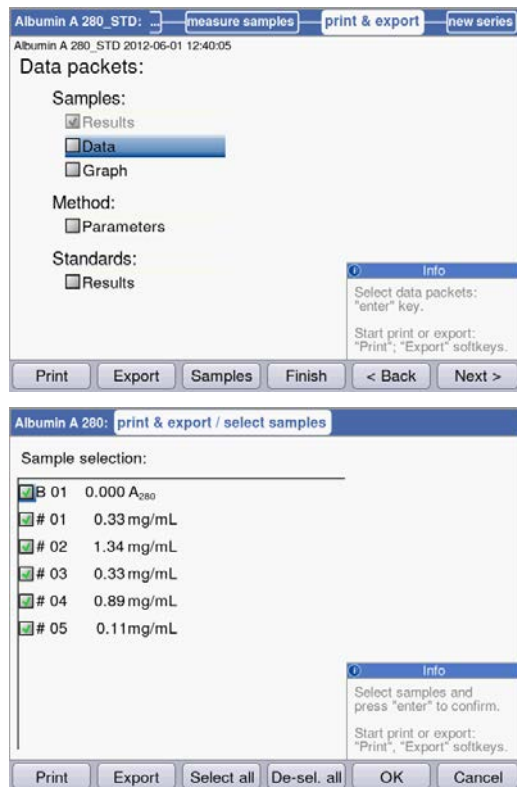 Albumin A 280_STD: ... measure samples print & export new series
Albumin A 280_STD 2012-06-01 12:40:05
Data packets:
Samples:
Results
Data
Graph
Method:
Parameters
Standards:
Results
Info
Select data packets:
"enter" key.
Start print or export:
"Print"; "Export" softkeys.
Print Export Samples Finish < Back Next >
Albumin A 280: print & export / select samples
Sample selection:
B 01 0.000 A280
# 01 0.33 mg/mL
# 02 1.34 mg/mL
# 03 0.33 mg/mL
# 04 0.89 mg/mL
# 05 0.11mg/mL
Info
Select samples and
press "enter" to confirm.
Start print or export:
"Print", "Export" softkeys.
Print Export Select all De-sel. all OK Cancel